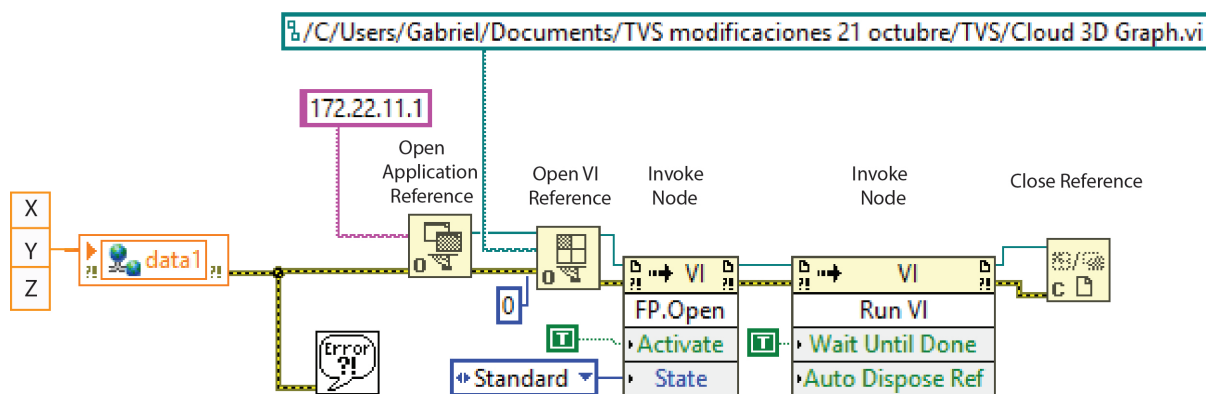 /C/Users/Gabriel/Documents/TVS modificaciones 21 octubre/TVS/Cloud 3D Graph.vi
172.22.11.1
Open
Application
Reference
Open VI
Reference
Invoke
Node
Invoke
Node
Close Reference
X
Y
Z
?! data1 ?!
O
O
0
?! VI ?!
FP.Open
T
Activate
Standard
State
?! VI ?!
Run VI
T
Wait Until Done
Auto Dispose Ref
C
Error
?!